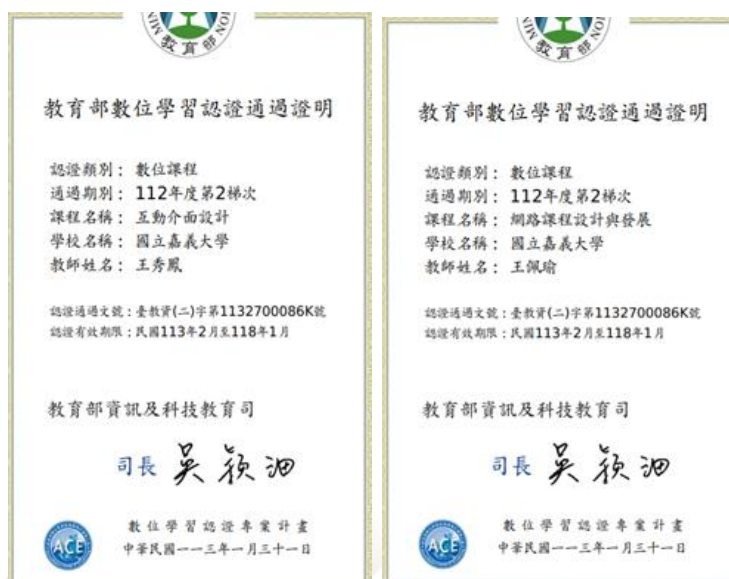 教育部
教育部數位學習認證通過證明
認證類別：數位課程
通過期別：112年度第2梯次
課程名稱：互動介面設計
學校名稱：國立嘉義大學
教師姓名：王秀鳳
認證通過文號：臺教資(二)字第1132700086K號
認證有效期限：民國113年2月至118年1月
教育部資訊及科技教育司
司長 吳穎沺
ACE
數位學習認證專業計畫
中華民國一一三年一月三十一日
教育部
教育部數位學習認證通過證明
認證類別：數位課程
通過期別：112年度第2梯次
課程名稱：網路課程設計與發展
學校名稱：國立嘉義大學
教師姓名：王佩瑜
認證通過文號：臺教資(二)字第1132700086K號
認證有效期限：民國113年2月至118年1月
教育部資訊及科技教育司
司長 吳穎沺
ACE
數位學習認證專業計畫
中華民國一一三年一月三十一日